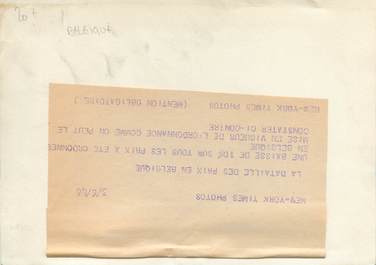 20+
BELGIQUE
NEW-YORK TIMES PHOTOS
LA BATAILLE DES PRIX EN BELGIQUE
UNE BAISSE DE 10% SUR TOUS LES PRIX A ETE ORDONNEE
EN BELGIQUE
MISE EN VIGUEUR DE L'ORDONNANCE COMME ON PEUT LE
CONSTATER CI-CONTRE
NEW-YORK TIMES PHOTOS (MENTION OBLIGATOIRE)